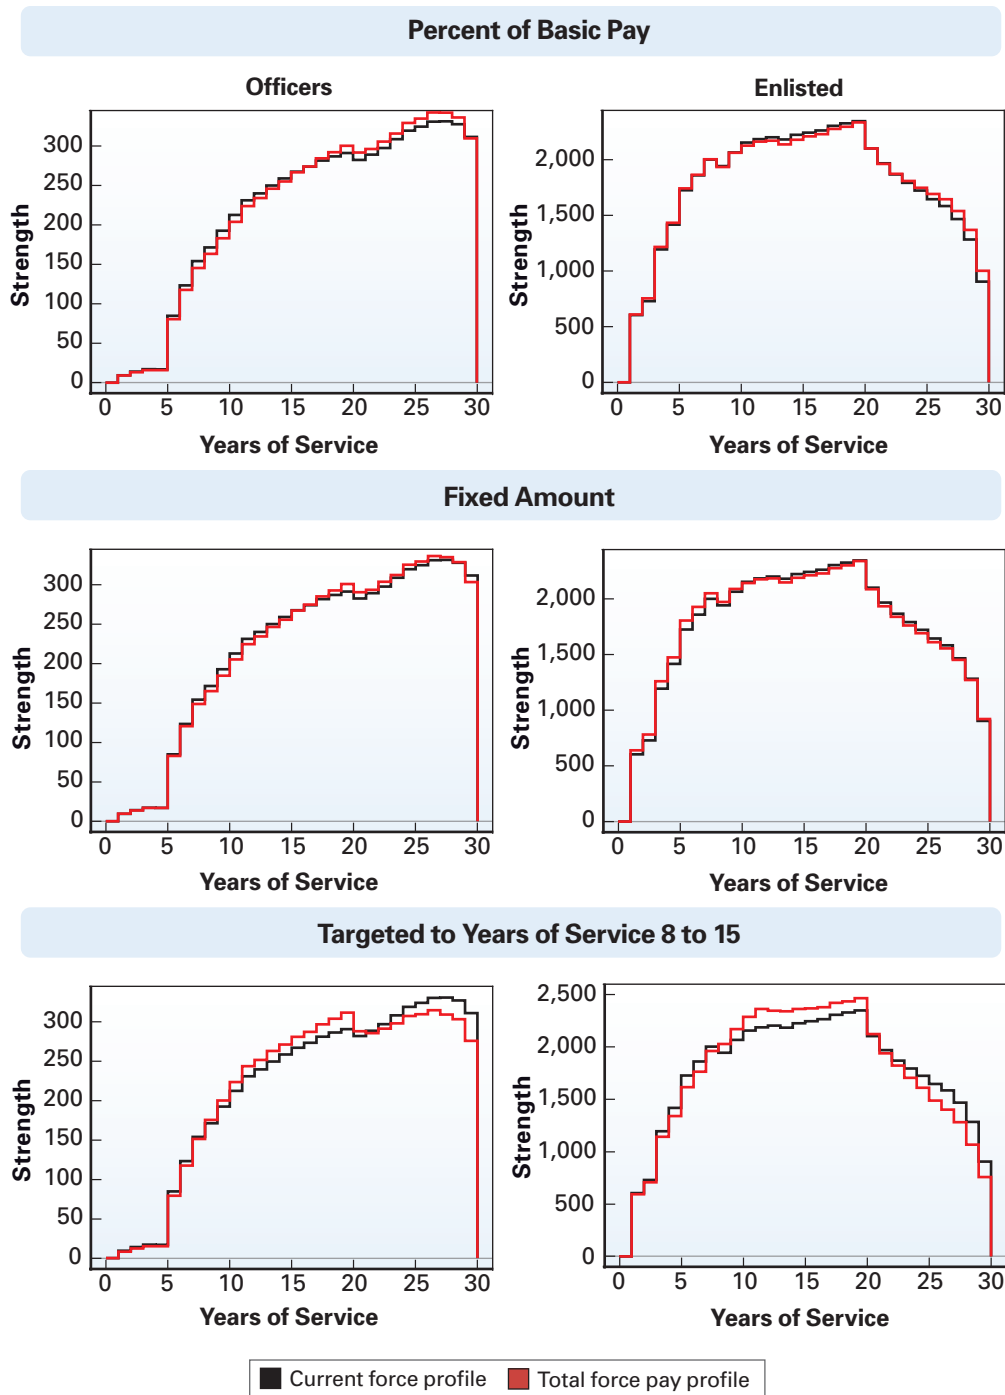 Percent of Basic Pay
Officers
Enlisted
Strength
300
250
200
150
100
50
0
0 5 10 15 20 25 30
Years of Service
Strength
2,000
1,500
1,000
500
0
0 5 10 15 20 25 30
Years of Service
Fixed Amount
Strength
300
250
200
150
100
50
0
0 5 10 15 20 25 30
Years of Service
Strength
2,000
1,500
1,000
500
0
0 5 10 15 20 25 30
Years of Service
Targeted to Years of Service 8 to 15
Strength
300
250
200
150
100
50
0
0 5 10 15 20 25 30
Years of Service
Strength
2,500
2,000
1,500
1,000
500
0
0 5 10 15 20 25 30
Years of Service
Current force profile Total force pay profile